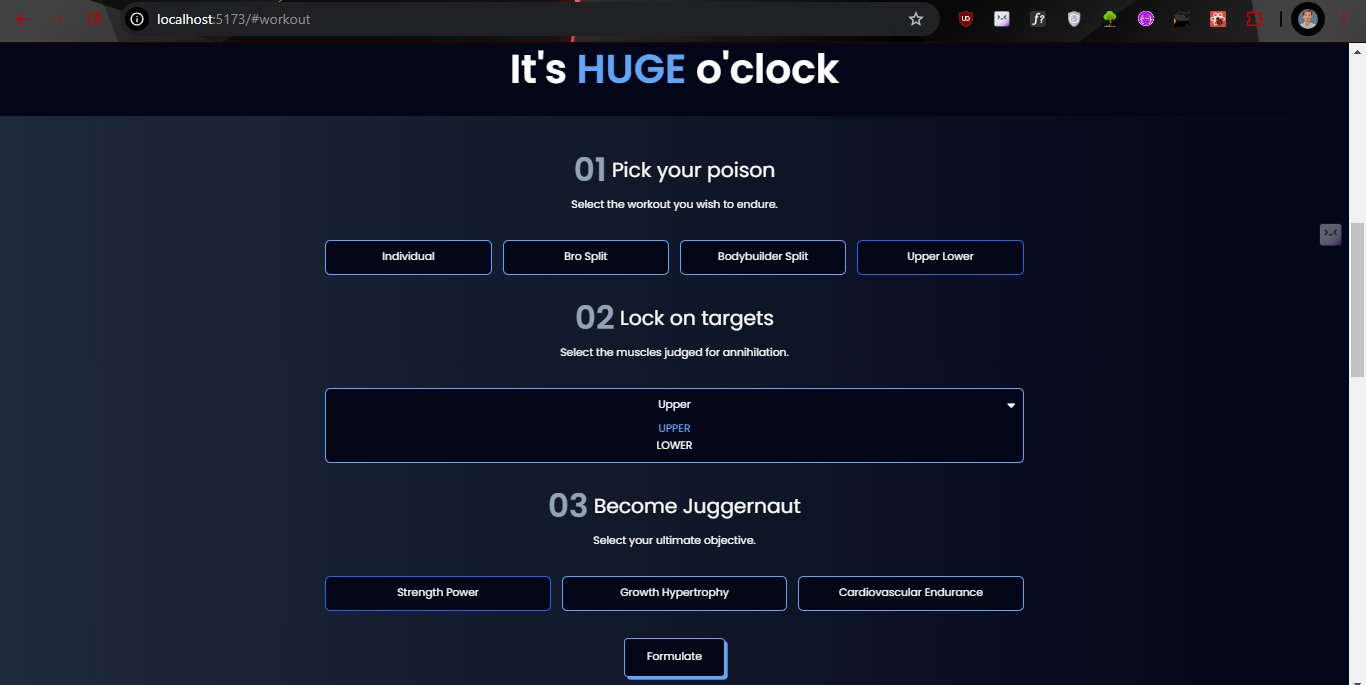 localhost:5173/#workout
It's HUGE o'clock
01 Pick your poison
Select the workout you wish to endure.
Individual
Bro Split
Bodybuilder Split
Upper Lower
02 Lock on targets
Select the muscles judged for annihilation.
Upper
UPPER
LOWER
03 Become Juggernaut
Select your ultimate objective.
Strength Power
Growth Hypertrophy
Cardiovascular Endurance
Formulate